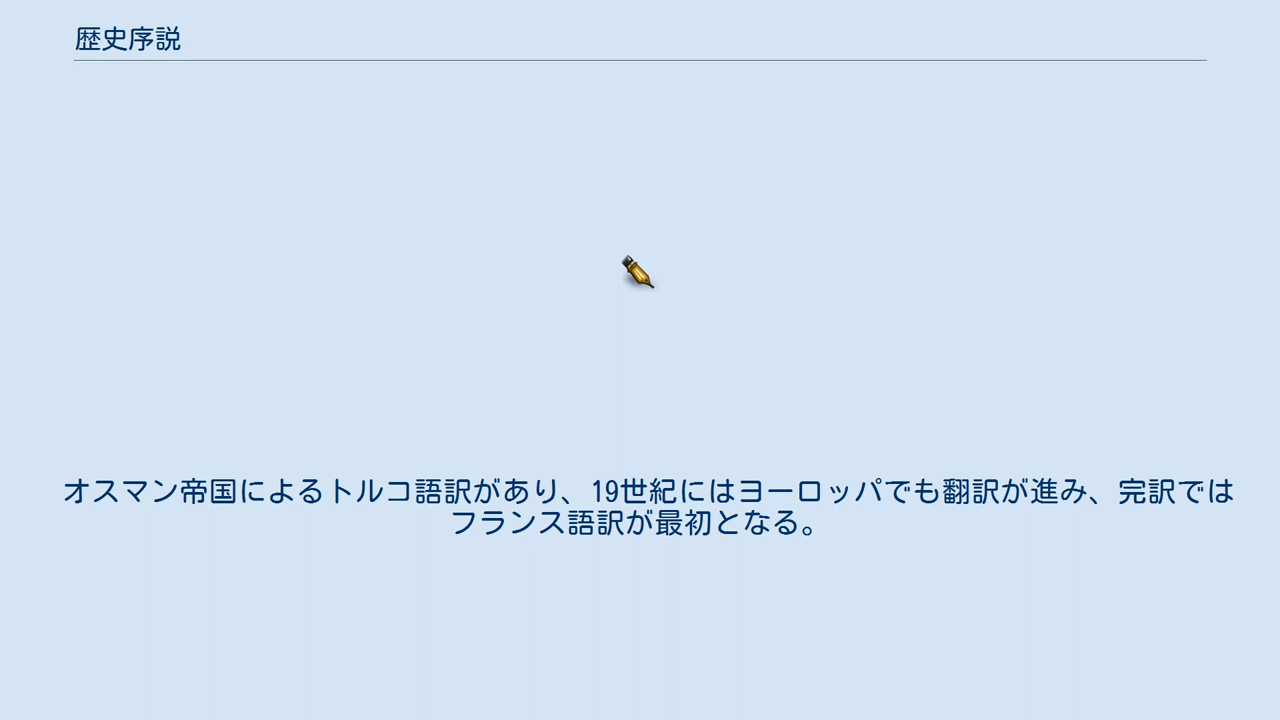 歴史序説
オスマン帝国によるトルコ語訳があり、19世紀にはヨーロッパでも翻訳が進み、完訳では
フランス語訳が最初となる。